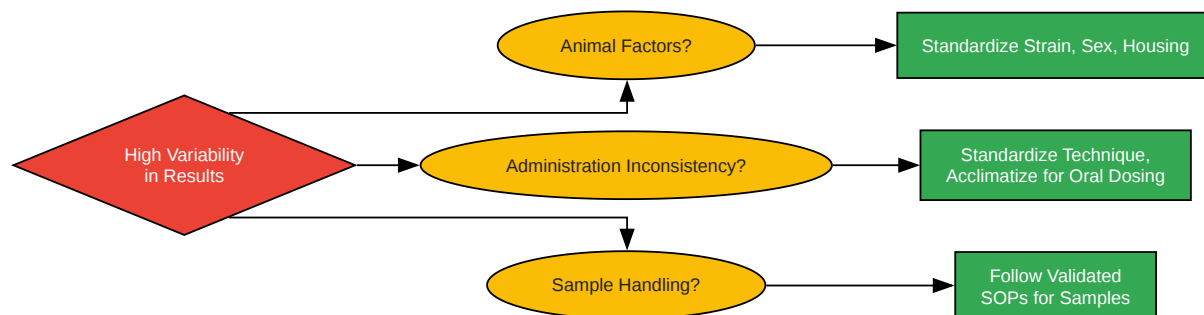 Animal Factors?
Standardize Strain, Sex, Housing
High Variability
in Results
Administration Inconsistency?
Standardize Technique,
Acclimatize for Oral Dosing
Sample Handling?
Follow Validated
SOPs for Samples